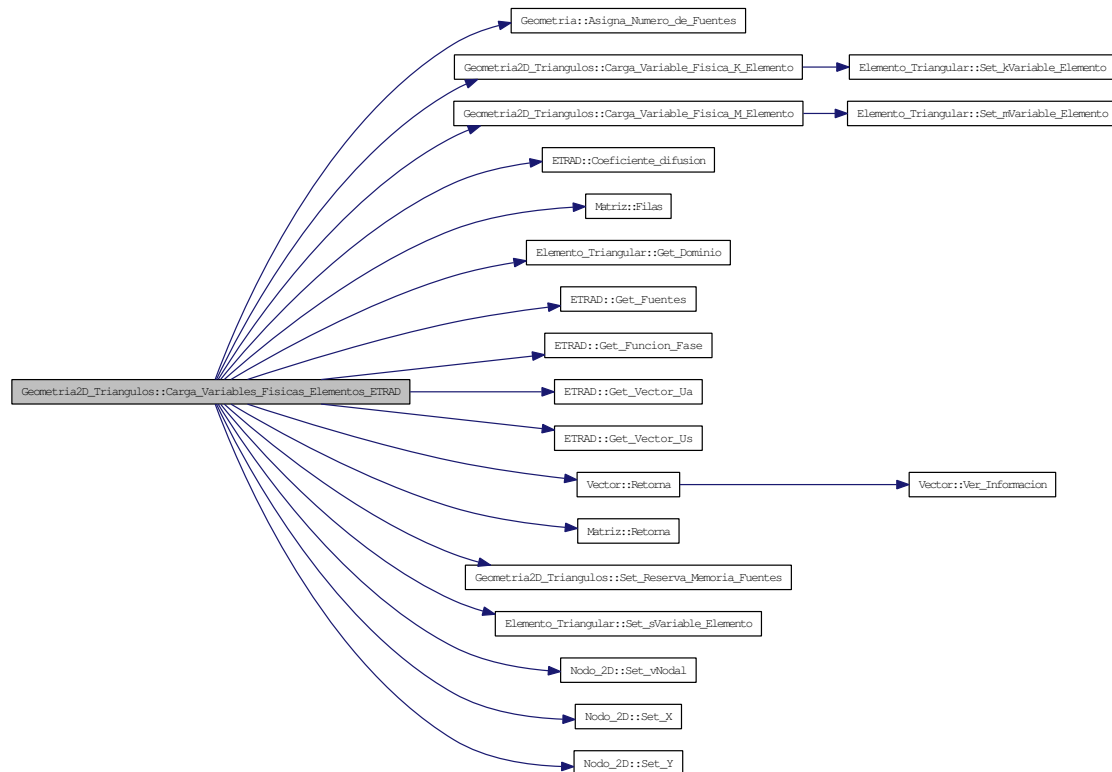 Geometria::Asigna_Numero_de_Fuentes
Geometria2D_Triangulos::Carga_Variable_Fisica_K_Elemento
Elemento_Triangular::Set_kVariable_Elemento
Geometria2D_Triangulos::Carga_Variable_Fisica_M_Elemento
Elemento_Triangular::Set_mVariable_Elemento
ETRAD::Coeficiente_difusion
Matriz::Filas
Elemento_Triangular::Get_Dominio
ETRAD::Get_Fuentes
ETRAD::Get_Funcion_Fase
Geometria2D_Triangulos::Carga_Variables_Fisicas_Elementos_ETRAD
ETRAD::Get_Vector_Ua
ETRAD::Get_Vector_Us
Vector::Retorna
Vector::Ver_Informacion
Matriz::Retorna
Geometria2D_Triangulos::Set_Reserva_Memoria_Fuentes
Elemento_Triangular::Set_sVariable_Elemento
Nodo_2D::Set_vNodal
Nodo_2D::Set_X
Nodo_2D::Set_Y